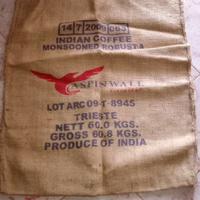 14 7 2009 093
INDIAN COFFEE
MONSOONED ROBUSTA
ASPINWALL
LOT ARC 09-T-8945
TRIESTE
NETT 60.0 KGS.
GROSS 60.8 KGS.
PRODUCE OF INDIA